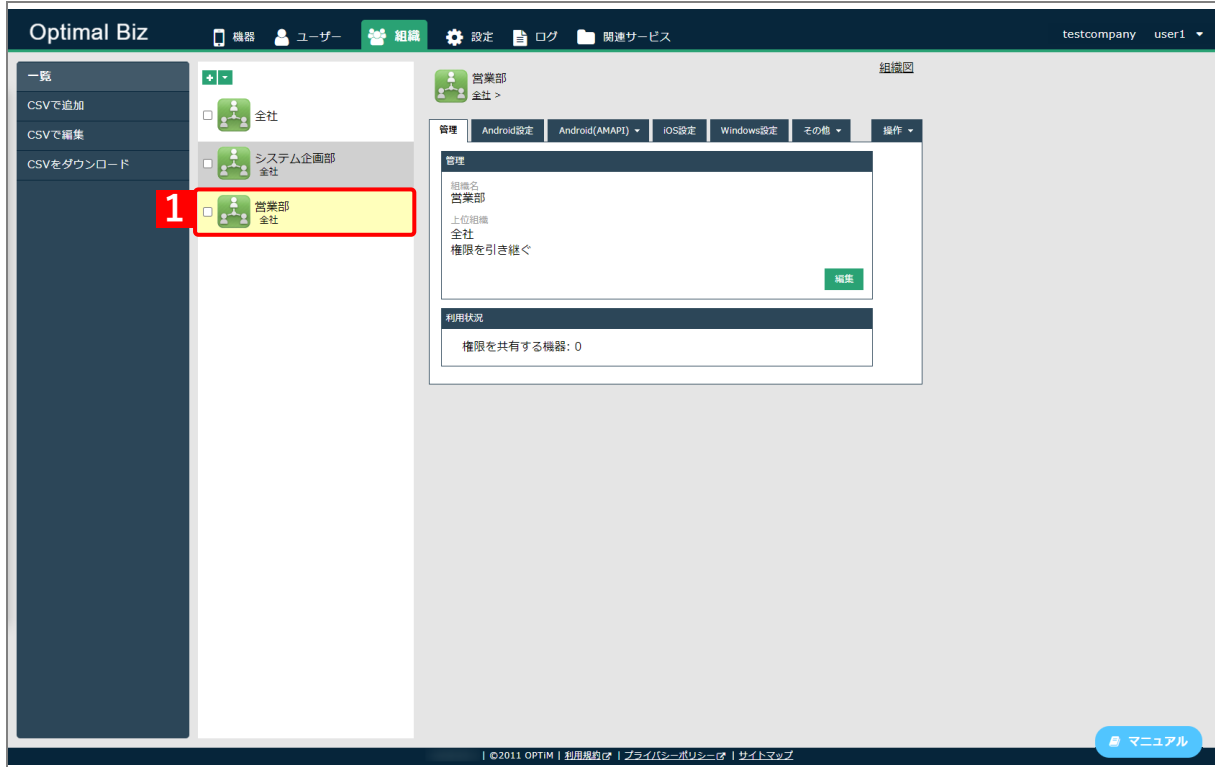 Optimal Biz
機器
ユーザー
組織
設定
ログ
関連サービス
testcompany user1
一覧
CSVで追加
CSVで編集
CSVをダウンロード
全社
システム企画部
全社
1
営業部
全社
営業部
全社 >
組織図
管理
Android設定
Android(AMAPI)
iOS設定
Windows設定
その他
操作
管理
組織名
営業部
上位組織
全社
権限を引き継ぐ
編集
利用状況
権限を共有する機器: 0
マニュアル
| ©2011 OPTiM | 利用規約 | プライバシーポリシー | サイトマップ